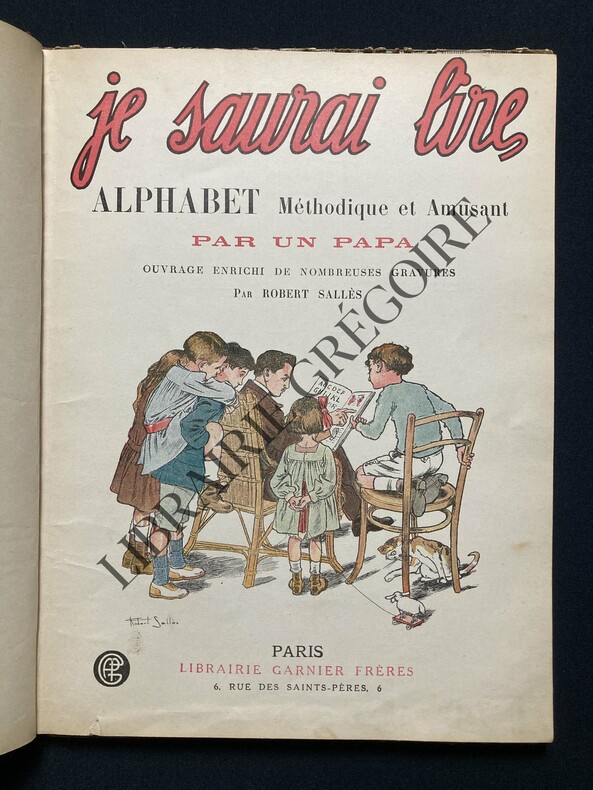 je saurai lire
ALPHABET Méthodique et Amusant
PAR UN PAPA
OUVRAGE ENRICHI DE NOMBREUSES GRAVURES
PAR ROBERT SALLÈS
LIBRAIRIE GRÉGOIRE
ABCDEF
Robert Sallès
PARIS
LIBRAIRIE GARNIER FRÈRES
6, RUE DES SAINTS-PÈRES, 6